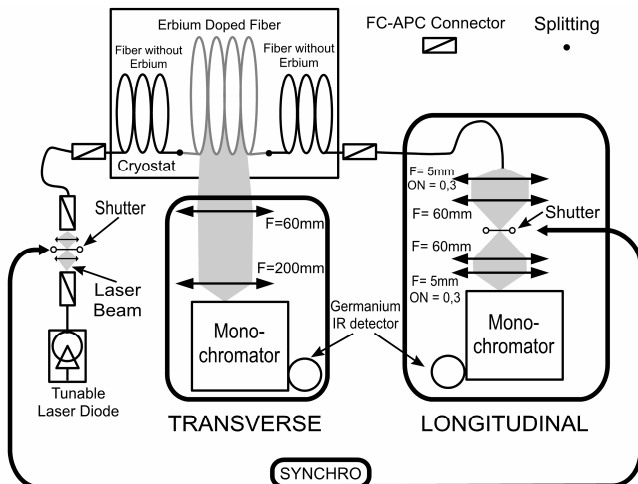 Erbium Doped Fiber
FC-APC Connector
Splitting
Fiber without
Erbium
Fiber without
Erbium
Cryostat
Shutter
Laser
Beam
Tunable
Laser Diode
F=60mm
F=200mm
Mono-
chromator
Germanium
IR detector
TRANSVERSE
F= 5mm
ON = 0,3
F= 60mm
Shutter
F= 60mm
F= 5mm
ON = 0,3
Mono-
chromator
LONGITUDINAL
SYNCHRO